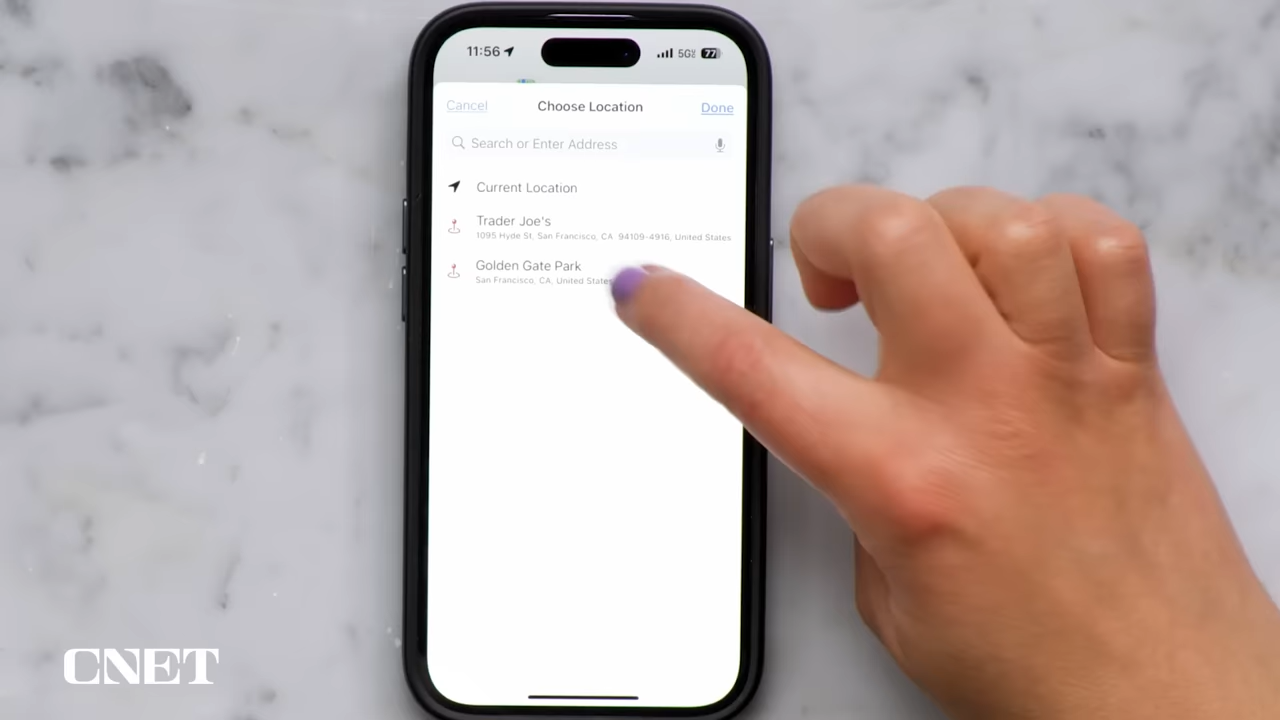 11:56
5G
77
Cancel
Choose Location
Done
Search or Enter Address
Current Location
Trader Joe's
1095 Hyde St, San Francisco, CA 94109-4916, United States
Golden Gate Park
San Francisco, CA, United States
CNET